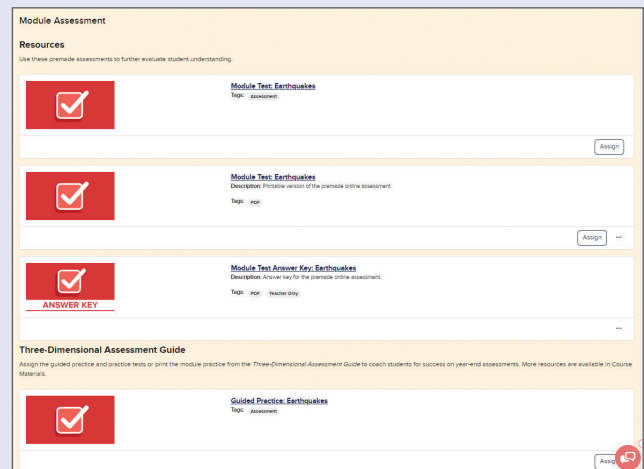 Module Assessment
Resources
Use these premade assessments to further evaluate student understanding.
Module Test: Earthquakes
Tags: Assessment
Assign
Module Test: Earthquakes
Description: Printable version of the premade online assessment
Tags: PDF
Assign ...
ANSWER KEY
Module Test Answer Key: Earthquakes
Description: Answer key for the premade online assessment.
Tags: PDF Teacher Only
...
Three-Dimensional Assessment Guide
Assign the guided practice and practice tests or print the module practice from the Three-Dimensional Assessment Guide to coach students for success on year-end assessments. More resources are available in Course
Materials.
Guided Practice: Earthquakes
Tags: Assessment